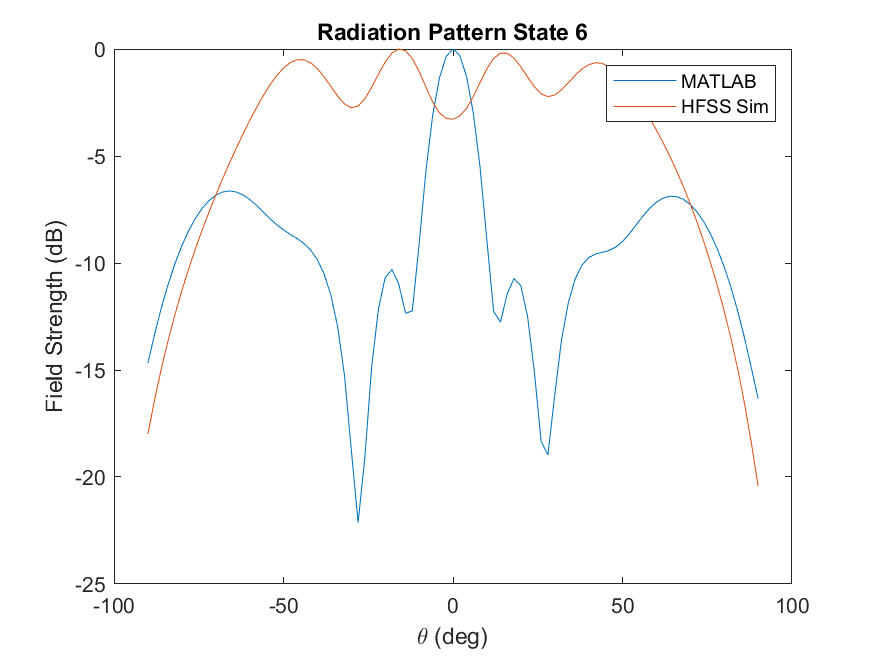 Radiation Pattern State 6
MATLAB
HFSS Sim
Field Strength (dB)
0
-5
-10
-15
-20
-25
-100
-50
0
50
100
θ (deg)